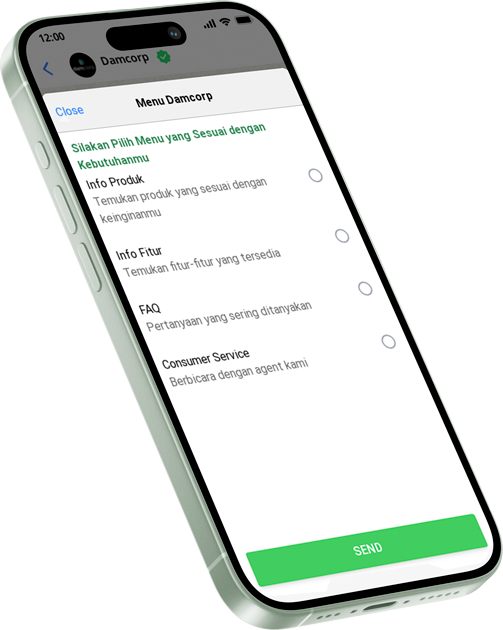 12:00
Damcorp
Close
Menu Damcorp
Silakan Pilih Menu yang Sesuai dengan
Kebutuhanmu
Info Produk
Temukan produk yang sesuai dengan
keinginanmu
Info Fitur
Temukan fitur-fitur yang tersedia
FAQ
Pertanyaan yang sering ditanyakan
Consumer Service
Berbicara dengan agent kami
SEND